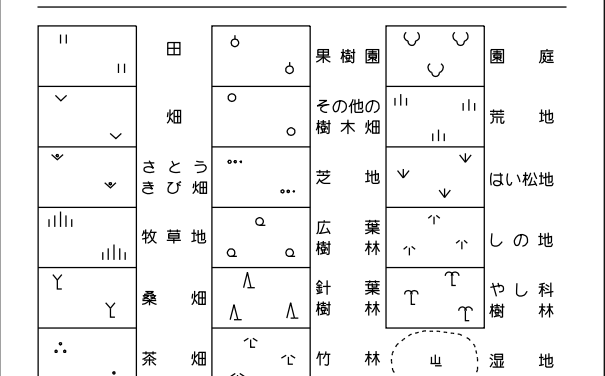 田
果樹園
園庭
畑
その他の
樹木畑
荒地
さとう
きび畑
芝地
はい松地
牧草地
広葉
樹林
しの地
桑畑
針葉
樹林
やし科
樹林
茶畑
竹林
湿地